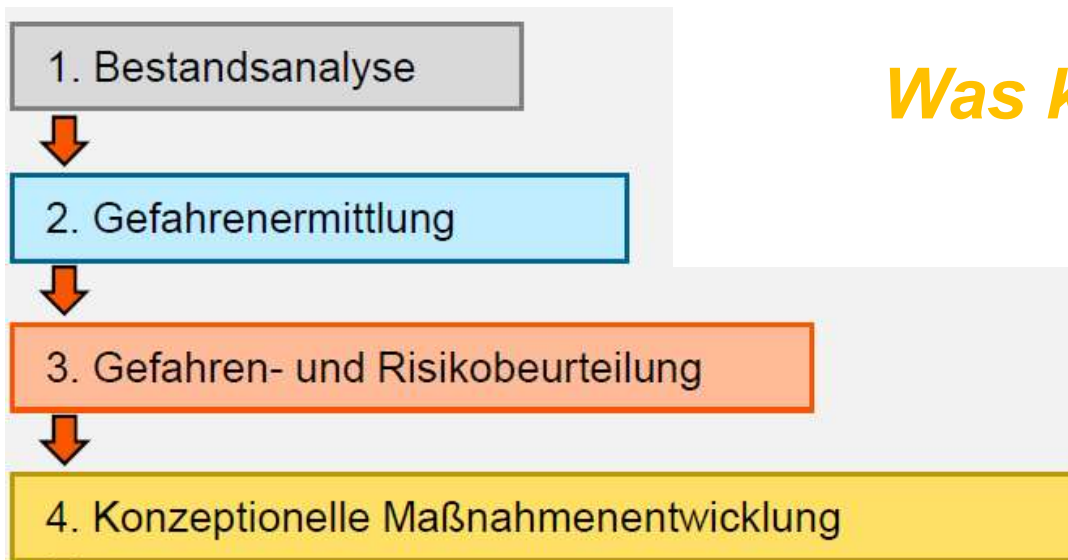 1. Bestandsanalyse
Was k
2. Gefahrenermittlung
3. Gefahren- und Risikobeurteilung
4. Konzeptionelle Maßnahmenentwicklung